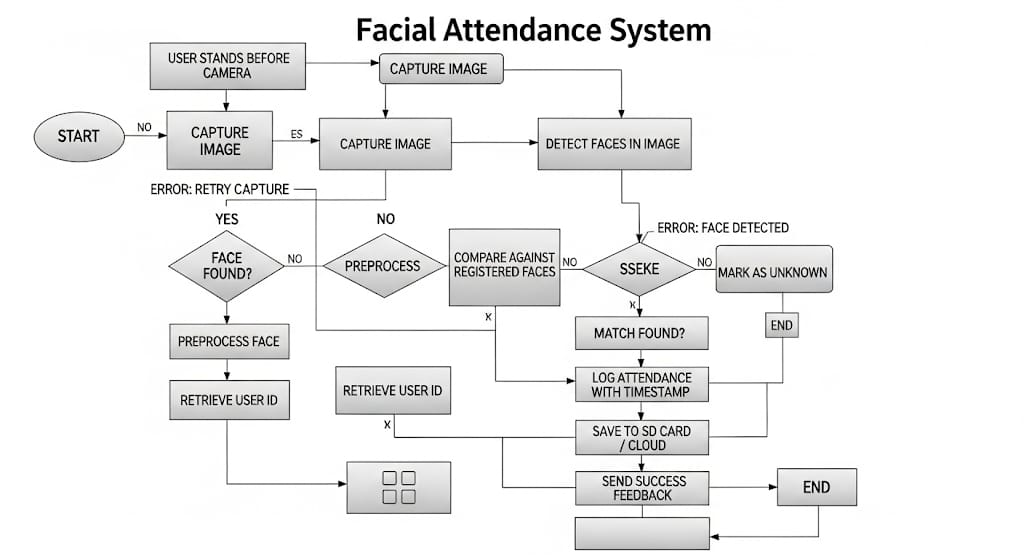 Facial Attendance System
USER STANDS BEFORE
CAMERA
CAPTURE IMAGE
START
NO
CAPTURE
IMAGE
ES
CAPTURE IMAGE
DETECT FACES IN IMAGE
ERROR: RETRY CAPTURE
YES
NO
ERROR: FACE DETECTED
FACE
FOUND?
NO
PREPROCESS
COMPARE AGAINST
REGISTERED FACES
NO
SSEKE
NO
MARK AS UNKNOWN
X
X
END
PREPROCESS FACE
MATCH FOUND?
RETRIEVE USER ID
RETRIEVE USER ID
LOG ATTENDANCE
WITH TIMESTAMP
X
SAVE TO SD CARD
/ CLOUD
SEND SUCCESS
FEEDBACK
END